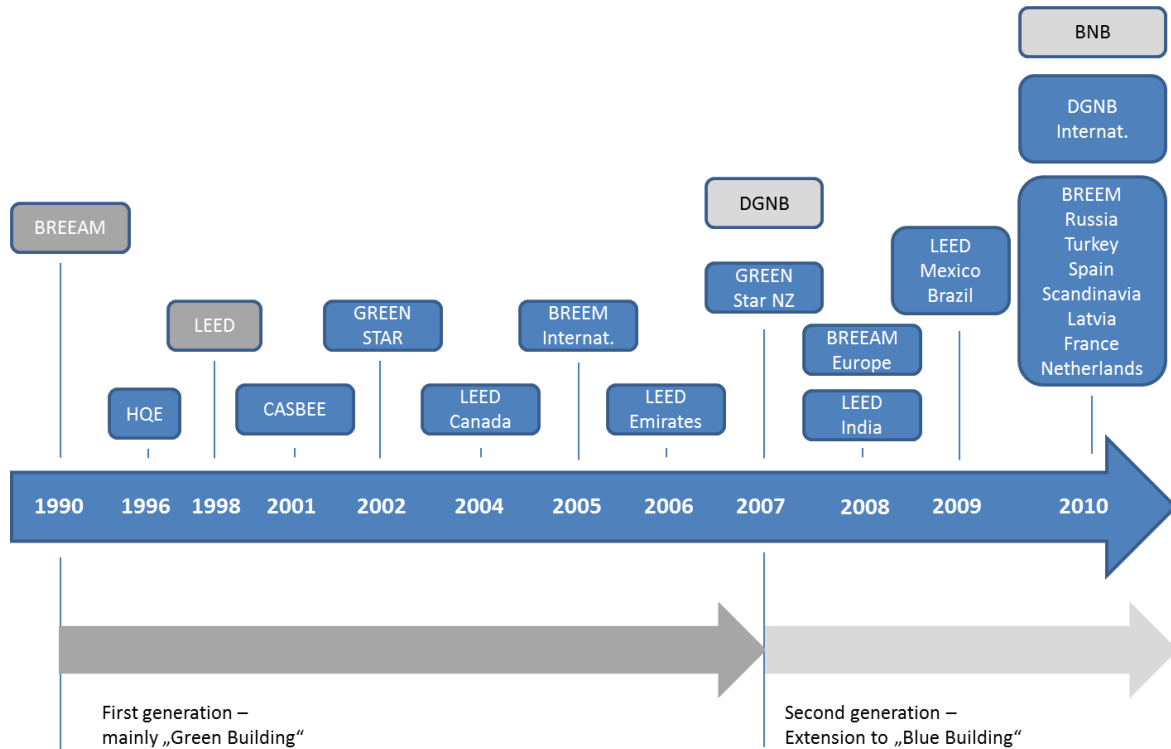 BNB
DGNB
Internat.
DGNB
BREEM
Russia
Turkey
Spain
Scandinavia
Latvia
France
Netherlands
BREEAM
LEED
Mexico
Brazil
GREEN
Star NZ
LEED
GREEN
STAR
BREEM
Internat.
BREEAM
Europe
HQE
CASBEE
LEED
Canada
LEED
Emirates
LEED
India
1990 1996 1998 2001 2002 2004 2005 2006 2007 2008 2009 2010
First generation –
mainly „Green Building“
Second generation –
Extension to „Blue Building“